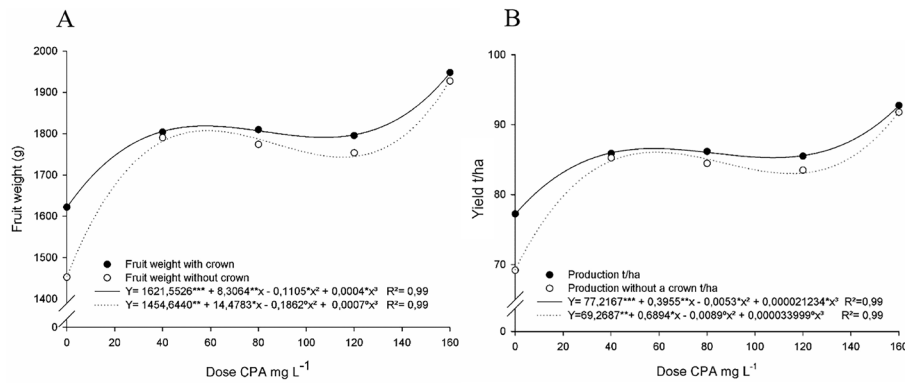 A
2000
1900
1800
1700
1600
1500
1400
0
Fruit weight (g)
Fruit weight with crown
Fruit weight without crown
Y= 1621,5526*** + 8,3064**x - 0,1105*x² + 0,0004*x³ R²= 0,99
Y= 1454,6440** + 14,4783*x - 0,1862°x² + 0,0007°x³ R²= 0,99
0 20 40 60 80 100 120 140 160
Dose CPA mg L⁻¹
B
100
90
80
70
0
Yield t/ha
Production t/ha
Production without a crown t/ha
Y= 77,2167*** + 0,3955**x - 0,0053*x² + 0,000021234*x³ R²=0,99
Y=69,2687**+ 0,6894*x - 0,0089°x² + 0,000033999°x³ R²= 0,99
0 20 40 60 80 100 120 140 160
Dose CPA mg L⁻¹